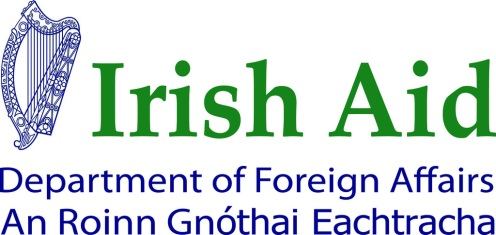 Irish Aid
Department of Foreign Affairs
An Roinn Gnóthai Eachtracha